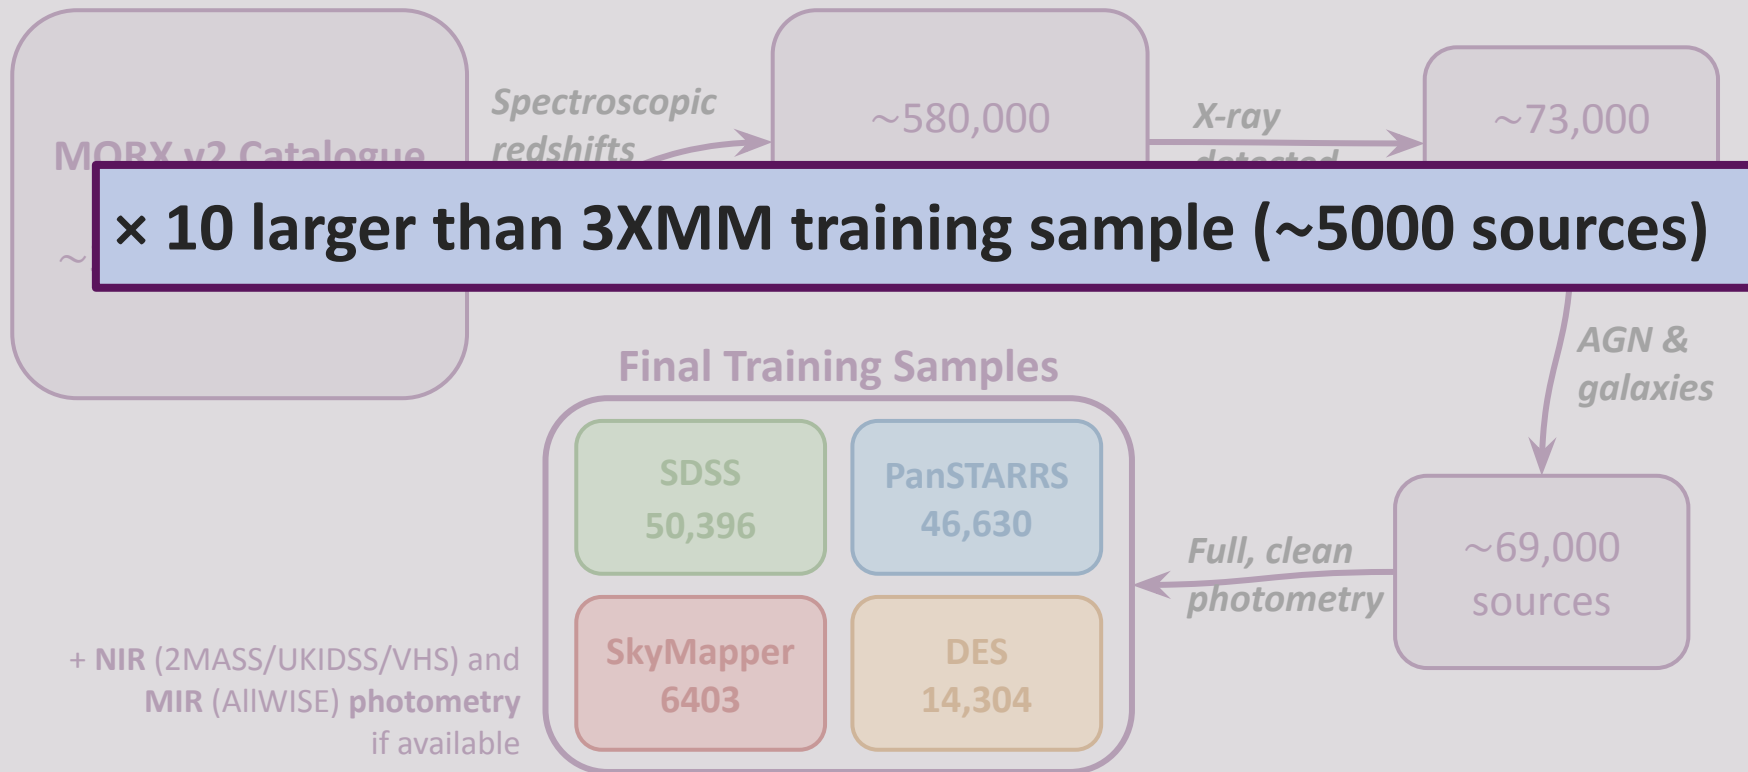 MORX v2 Catalogue
Spectroscopic
redshifts
~580,000
X-ray
detected
~73,000
× 10 larger than 3XMM training sample (~5000 sources)
AGN &
galaxies
~69,000
sources
Full, clean
photometry
Final Training Samples
SDSS
50,396
PanSTARRS
46,630
SkyMapper
6403
DES
14,304
+ NIR (2MASS/UKIDSS/VHS) and
MIR (AllWISE) photometry
if available